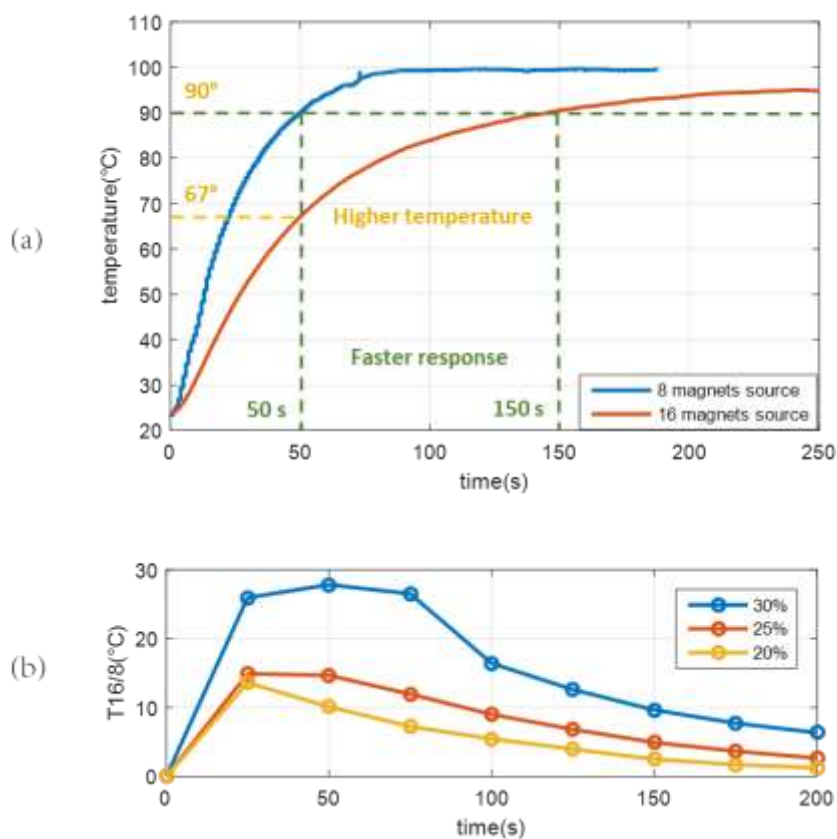 (a)
temperature(°C)
110
100
90
80
70
60
50
40
30
20
90°
67°
Higher temperature
Faster response
50 s
150 s
8 magnets source
16 magnets source
0
50
100
150
200
250
time(s)
(b)
T16/8(°C)
30
20
10
0
30%
25%
20%
0
50
100
150
200
time(s)